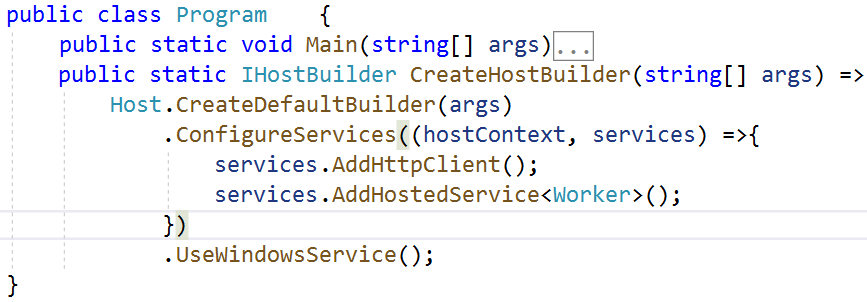 public class Program   {
    public static void Main(string[] args)...
    public static IHostBuilder CreateHostBuilder(string[] args) =>
        Host.CreateDefaultBuilder(args)
            .ConfigureServices((hostContext, services) =>{
                services.AddHttpClient();
                services.AddHostedService<Worker>();
            })
            .UseWindowsService();
}